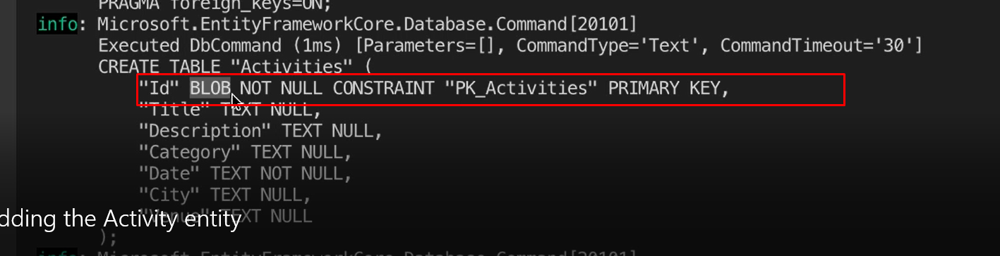 PRAGMA foreign_keys=ON;
info: Microsoft.EntityFrameworkCore.Database.Command[20101]
Executed DbCommand (1ms) [Parameters=[], CommandType='Text', CommandTimeout='30']
CREATE TABLE "Activities" (
"Id" BLOB NOT NULL CONSTRAINT "PK_Activities" PRIMARY KEY,
"Title" TEXT NULL,
"Description" TEXT NULL,
"Category" TEXT NULL,
"Date" TEXT NOT NULL,
"City" TEXT NULL,
"Venue" TEXT NULL
dding the Activity entity
);
info: Microsoft.EntityFrameworkCore.Database.Command[20101]